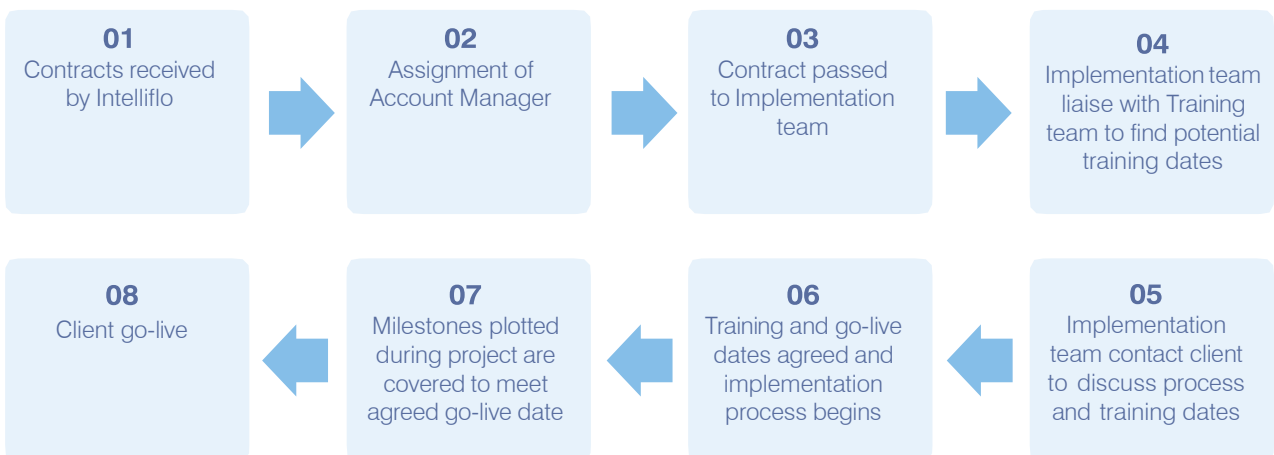 01
Contracts received
by Intelliflo
02
Assignment of
Account Manager
03
Contract passed
to Implementation
team
04
Implementation team
liaise with Training
team to find potential
training dates
05
Implementation
team contact client
to discuss process
and training dates
06
Training and go-live
dates agreed and
implementation
process begins
07
Milestones plotted
during project are
covered to meet
agreed go-live date
08
Client go-live